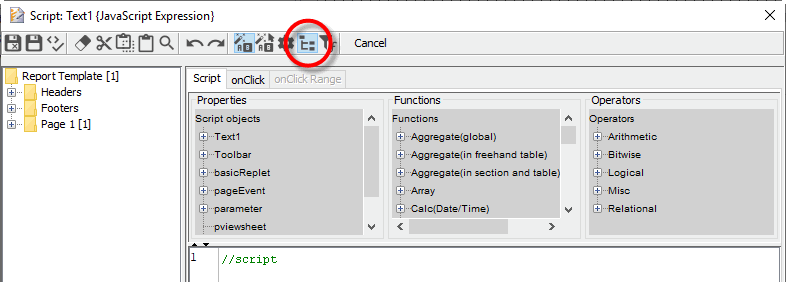 Script: Text1 {JavaScript Expression}
Cancel
Report Template [1]
Headers
Footers
Page 1 [1]
Script onClick onClick Range
Properties
Script objects
Text1
Toolbar
basicReplet
pageEvent
parameter
pviewsheet
Functions
Functions
Aggregate(global)
Aggregate(in freehand table)
Aggregate(in section and table)
Array
Calc(Date/Time)
Operators
Operators
Arithmetic
Bitwise
Logical
Misc
Relational
1 //script